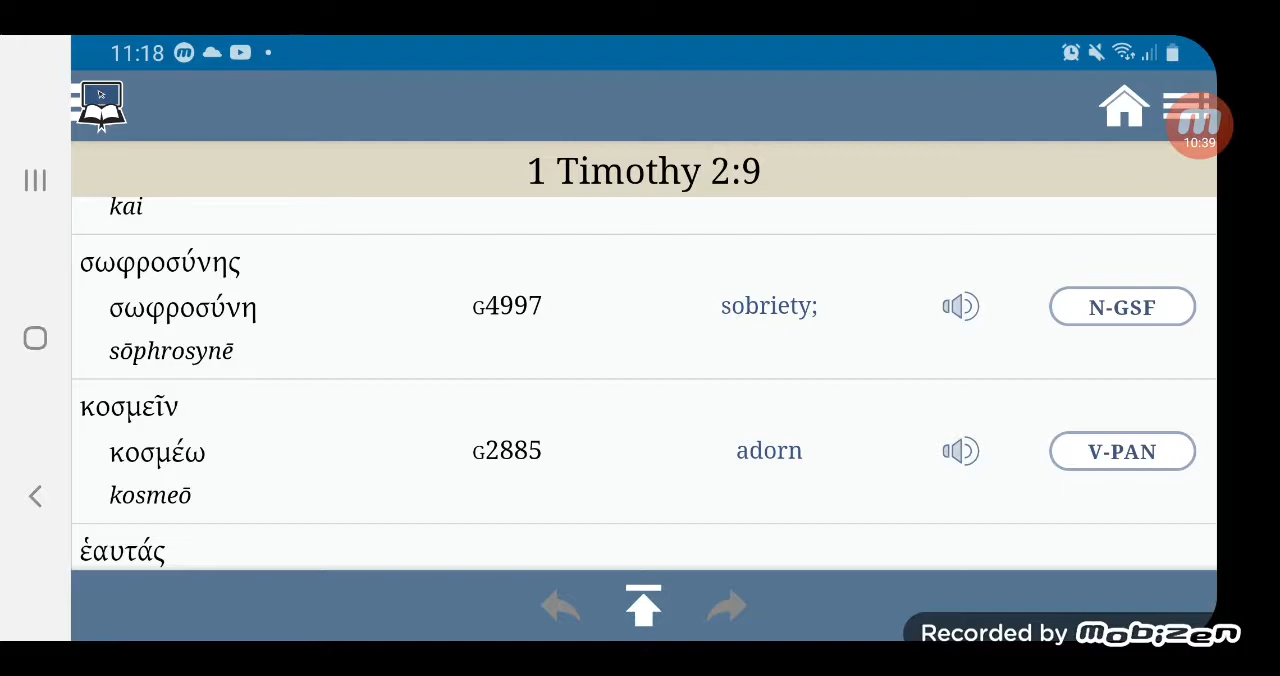 11:18
10:39
1 Timothy 2:9
kai
σωφροσύνης
σωφροσύνη
sōphrosynē
G4997
sobriety;
N-GSF
κοσμεῖν
κοσμέω
kosmeō
G2885
adorn
V-PAN
ἑαυτάς
Recorded by mobizen